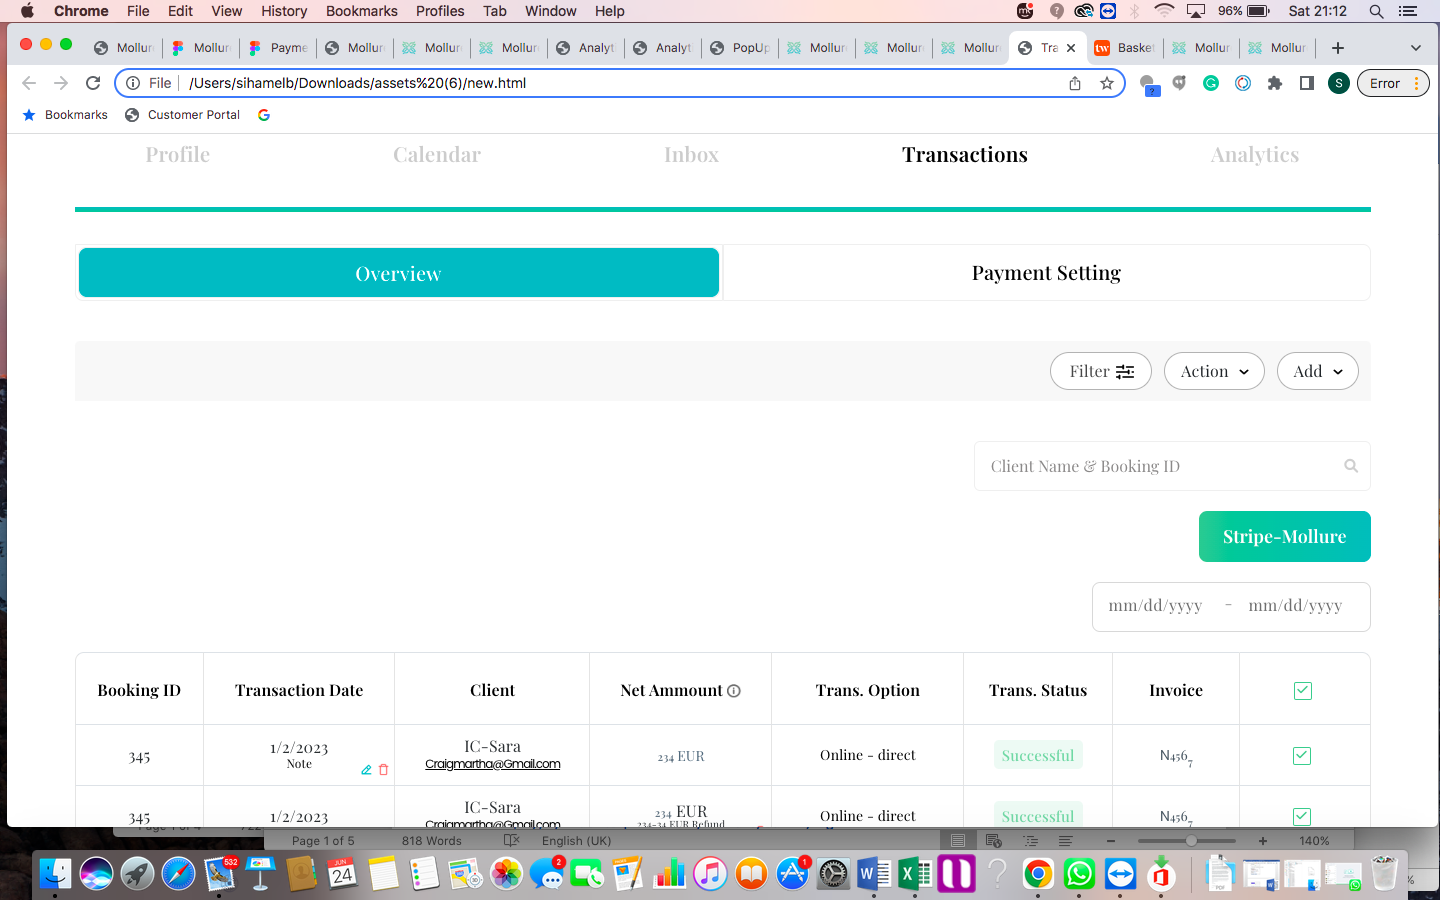 Chrome File Edit View History Bookmarks Profiles Tab Window Help 96% Sat 21:12
Mollur Mollur Payme Mollur Mollur Mollur Analyt Analyt PopUp Mollur Mollur Mollur Tra Basket Mollur Mollur
File /Users/sihamelb/Downloads/assets%20(6)/new.html S Error
Bookmarks Customer Portal
Profile Calendar Inbox Transactions Analytics
Overview Payment Setting
Filter Action Add
Client Name & Booking ID
Stripe-Mollure
mm/dd/yyyy - mm/dd/yyyy
Booking ID Transaction Date Client Net Ammount Trans. Option Trans. Status Invoice
345 1/2/2023 IC-Sara 234 EUR Online - direct Successful N4567
Note Craigmartha@Gmail.com
345 1/2/2023 IC-Sara 234 EUR Online - direct Successful N4567
Craigmartha@Gmail.com 234-34 EUR Refund
Page 1 of 5 818 Words English (UK) 140%
532 JUN 24 2 1